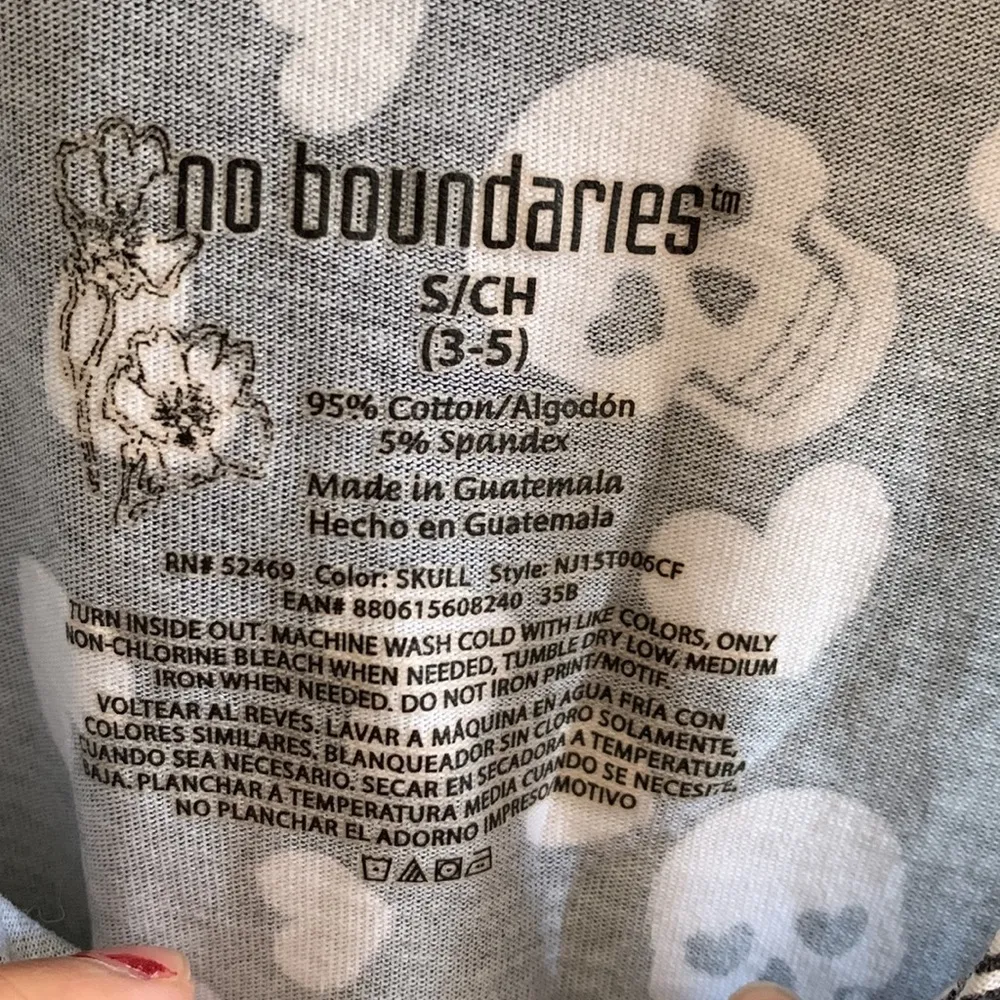 no boundaries™
S/CH
(3-5)
95% Cotton/Algodón
5% Spandex
Made in Guatemala
Hecho en Guatemala
RN# 52469 Color: SKULL Style: NJ15T006CF
EAN# 880615608240 35B
TURN INSIDE OUT. MACHINE WASH COLD WITH LIKE COLORS, ONLY
NON-CHLORINE BLEACH WHEN NEEDED, TUMBLE DRY LOW, MEDIUM
IRON WHEN NEEDED. DO NOT IRON PRINT/MOTIF.
VOLTEAR AL REVÉS. LAVAR A MÁQUINA EN AGUA FRÍA CON
COLORES SIMILARES. BLANQUEADOR SIN CLORO SOLAMENTE,
CUANDO SEA NECESARIO. SECAR EN SECADORA A TEMPERATURA
BAJA. PLANCHAR A TEMPERATURA MEDIA CUANDO SE NECESITE.
NO PLANCHAR EL ADORNO IMPRESO/MOTIVO